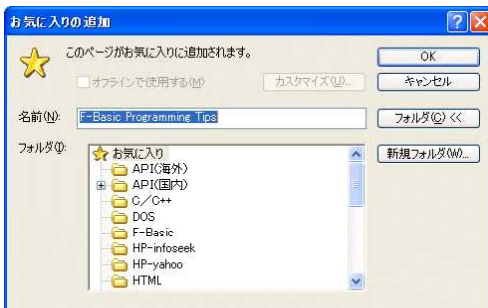 お気に入りの追加
このページがお気に入りに追加されます。
OK
オフラインで使用する(M)
カスタマイズ(U)...
キャンセル
名前(N):
F-Basic Programming Tips
フォルダ(C) <<
フォルダ(I):
お気に入り
新規フォルダ(W)...
API(海外)
API(国内)
C/C++
DOS
F-Basic
HP-infoseek
HP-yahoo
HTML